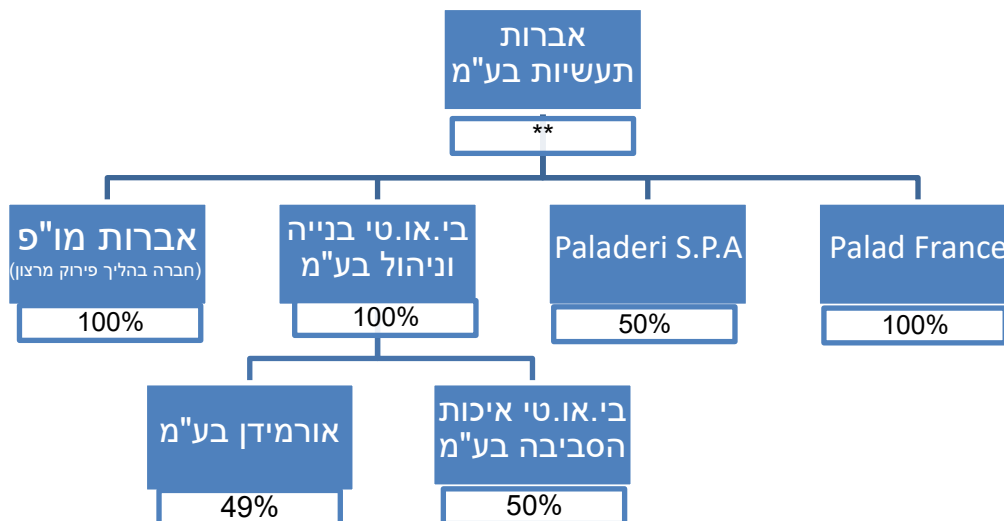 אברות
תעשיות בע"מ
**
אברות מו"פ
(חברה בהליך פירוק מרצון)
100%
בי.או.טי בנייה
וניהול בע"מ
100%
Paladeri S.P.A
50%
Palad France
100%
אורמידן בע"מ
49%
בי.או.טי איכות
הסביבה בע"מ
50%